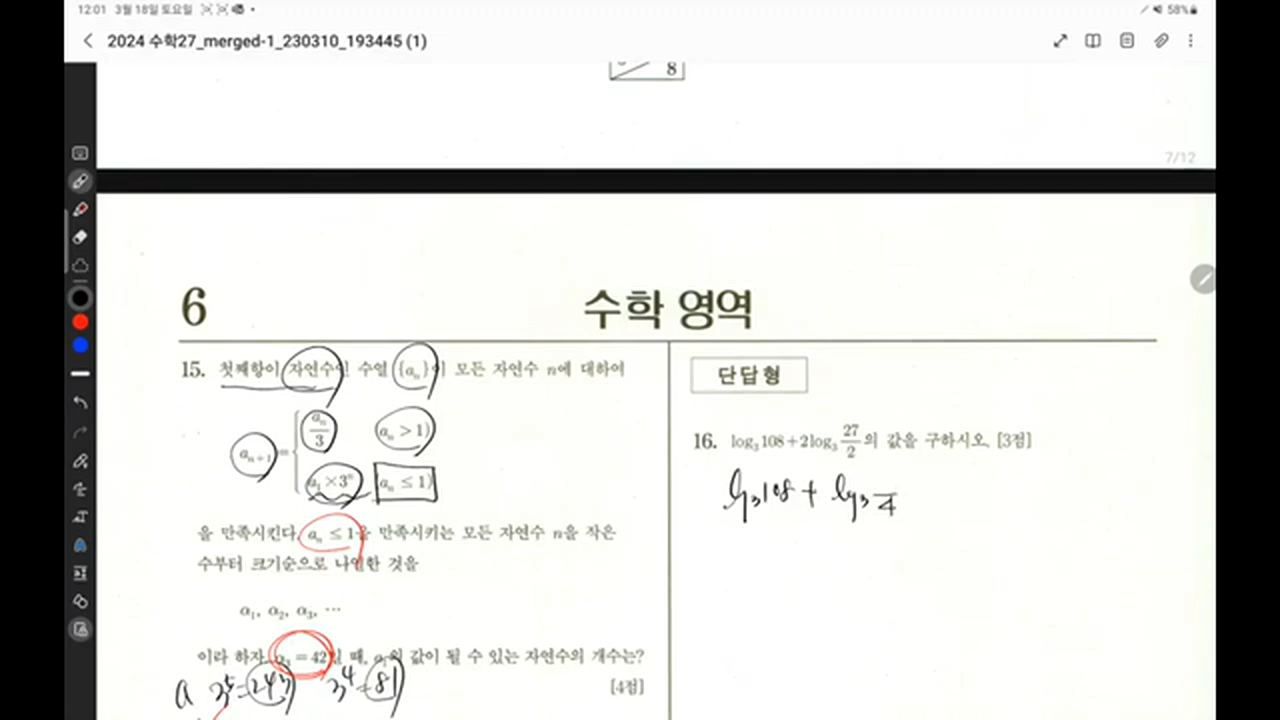 12:01 3월 18일 토요일
58%
2024 수학27_merged-1_230310_193445 (1)
8
7/12
6
수학 영역
15. 첫째항이 자연수인 수열 {aₙ}이 모든 자연수 n에 대하여
aₙ₊₁ = { aₙ/3 (aₙ > 1)
a₁ × 3ⁿ (aₙ ≤ 1)
을 만족시킨다. aₙ ≤ 1을 만족시키는 모든 자연수 n을 작은
수부터 크기순으로 나열한 것을
α₁, α₂, α₃, ⋯
이라 하자. α₃ = 42일 때, a₁의 값이 될 수 있는 자연수의 개수는?
[4점]
a 3⁵=243 3⁴=81
단답형
16. log₃108+2log₃ 27/2 의 값을 구하시오. [3점]
log₃108 + log₃ /4